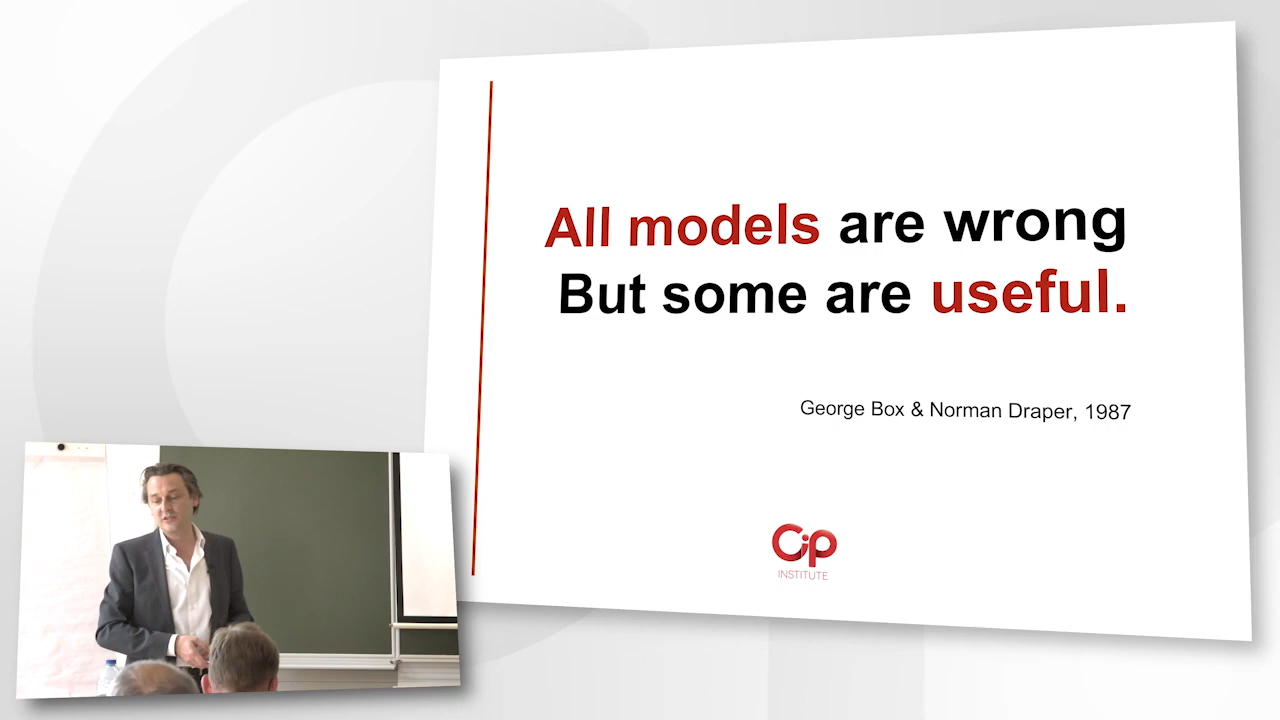 All models are wrong
But some are useful.
George Box & Norman Draper, 1987
CiP
INSTITUTE